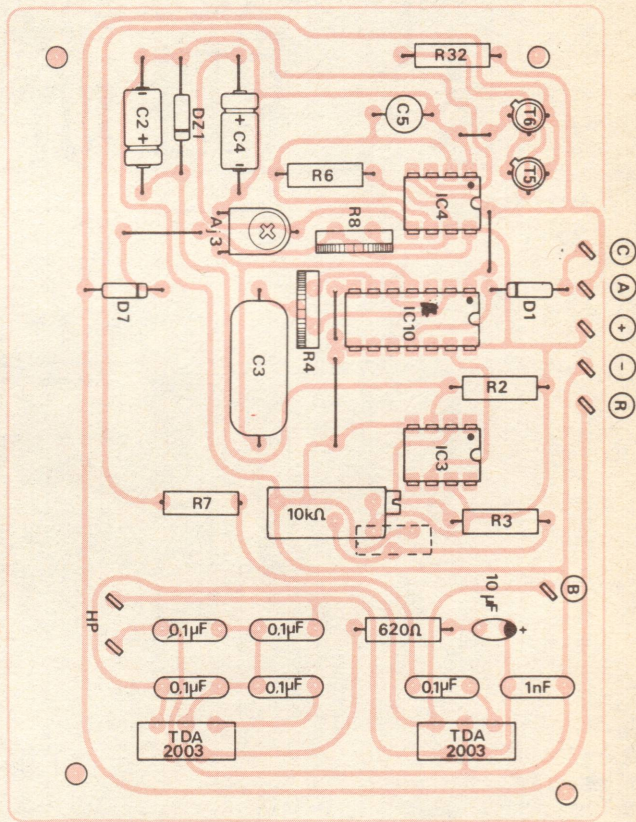 R32
C2 +
DZ1
+ C4
C5
T6
T5
R6
IC4
Aj3
R8
C
A
+
-
R
D7
IC10
D1
C3
R4
R2
IC3
R7
10kΩ
R3
B
10 µF
+
HP
0.1µF
0.1µF
620Ω
0.1µF
0.1µF
0.1µF
1nF
TDA
2003
TDA
2003